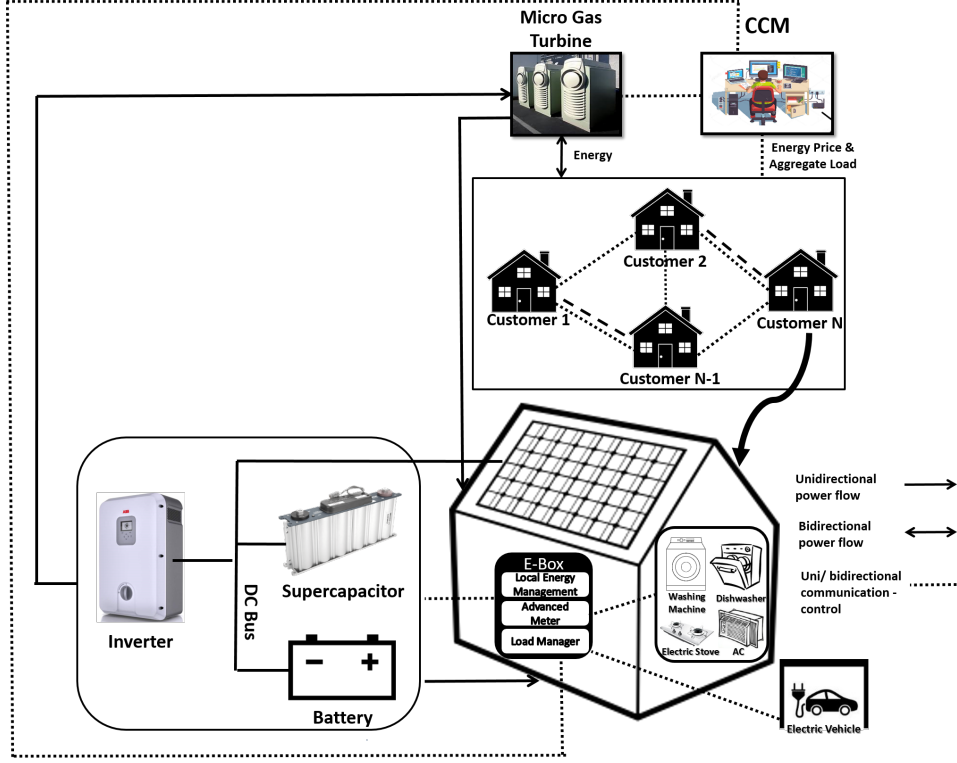 Micro Gas
Turbine
CCM
Energy
Energy Price &
Aggregate Load
Customer 2
Customer 1
Customer N
Customer N-1
Unidirectional
power flow
Bidirectional
power flow
Uni/ bidirectional
communication -
control
ABB
Inverter
DC Bus
Supercapacitor
Battery
E-Box
Local Energy
Management
Advanced
Meter
Load Manager
Washing
Machine
Dishwasher
Electric Stove
AC
Electric Vehicle